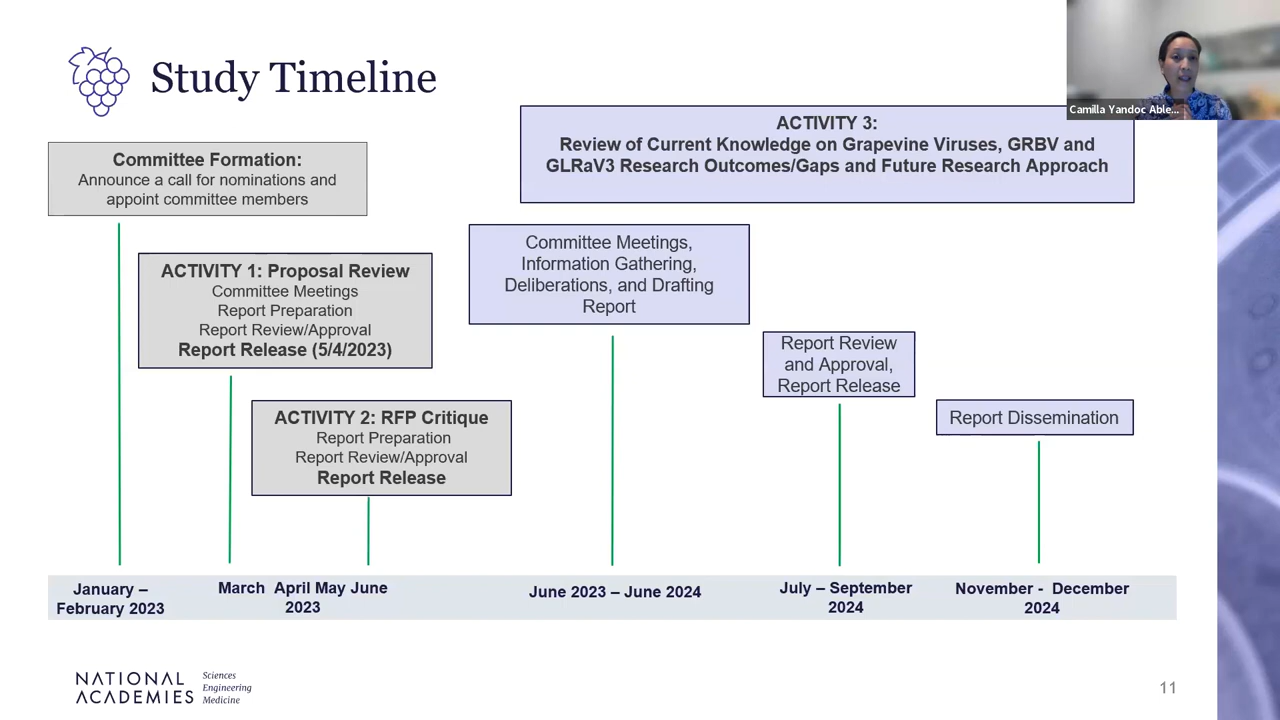 Study Timeline
Camilla Yandoc Able...
Committee Formation:
Announce a call for nominations and
appoint committee members
ACTIVITY 3:
Review of Current Knowledge on Grapevine Viruses, GRBV and
GLRaV3 Research Outcomes/Gaps and Future Research Approach
ACTIVITY 1: Proposal Review
Committee Meetings
Report Preparation
Report Review/Approval
Report Release (5/4/2023)
Committee Meetings,
Information Gathering,
Deliberations, and Drafting
Report
Report Review
and Approval,
Report Release
ACTIVITY 2: RFP Critique
Report Preparation
Report Review/Approval
Report Release
Report Dissemination
January –
February 2023
March April May June
2023
June 2023 – June 2024
July – September
2024
November - December
2024
NATIONAL
ACADEMIES
Sciences
Engineering
Medicine
11